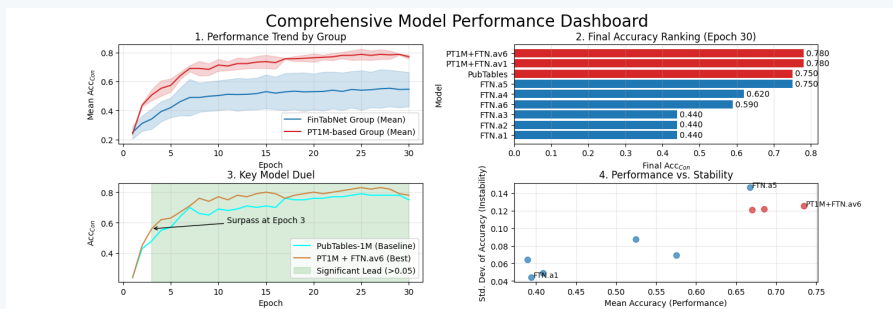 Comprehensive Model Performance Dashboard
1. Performance Trend by Group
Mean Acc_Con
0.8
0.6
0.4
0.2
0
5
10
15
20
25
30
Epoch
FinTabNet Group (Mean)
PT1M-based Group (Mean)
2. Final Accuracy Ranking (Epoch 30)
Model
PT1M+FTN.av6 0.780
PT1M+FTN.av1 0.780
PubTables 0.750
FTN.a5 0.750
FTN.a4 0.620
FTN.a6 0.590
FTN.a3 0.440
FTN.a2 0.440
FTN.a1 0.440
0.0 0.1 0.2 0.3 0.4 0.5 0.6 0.7 0.8
Final Acc_Con
3. Key Model Duel
Acc_Con
0.8
0.6
0.4
Surpass at Epoch 3
PubTables-1M (Baseline)
PT1M + FTN.av6 (Best)
Significant Lead (>0.05)
0 5 10 15 20 25 30
Epoch
4. Performance vs. Stability
Std. Dev. of Accuracy (Instability)
0.14
0.12
0.10
0.08
0.06
0.04
FTN.a5
PT1M+FTN.av6
FTN.a1
0.40 0.45 0.50 0.55 0.60 0.65 0.70 0.75
Mean Accuracy (Performance)